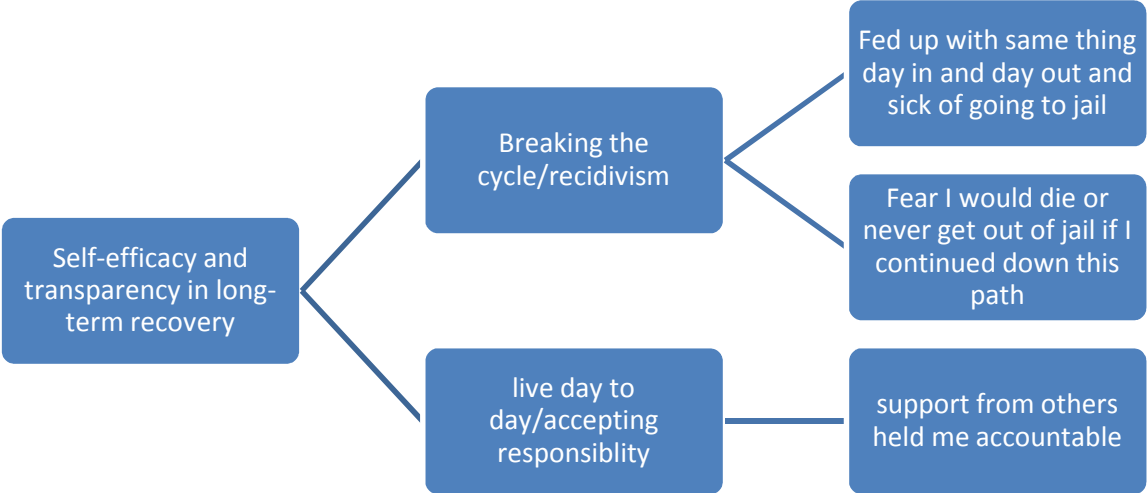 Self-efficacy and
transparency in long-
term recovery
Breaking the
cycle/recidivism
Fed up with same thing
day in and day out and
sick of going to jail
Fear I would die or
never get out of jail if I
continued down this
path
live day to
day/accepting
responsiblity
support from others
held me accountable